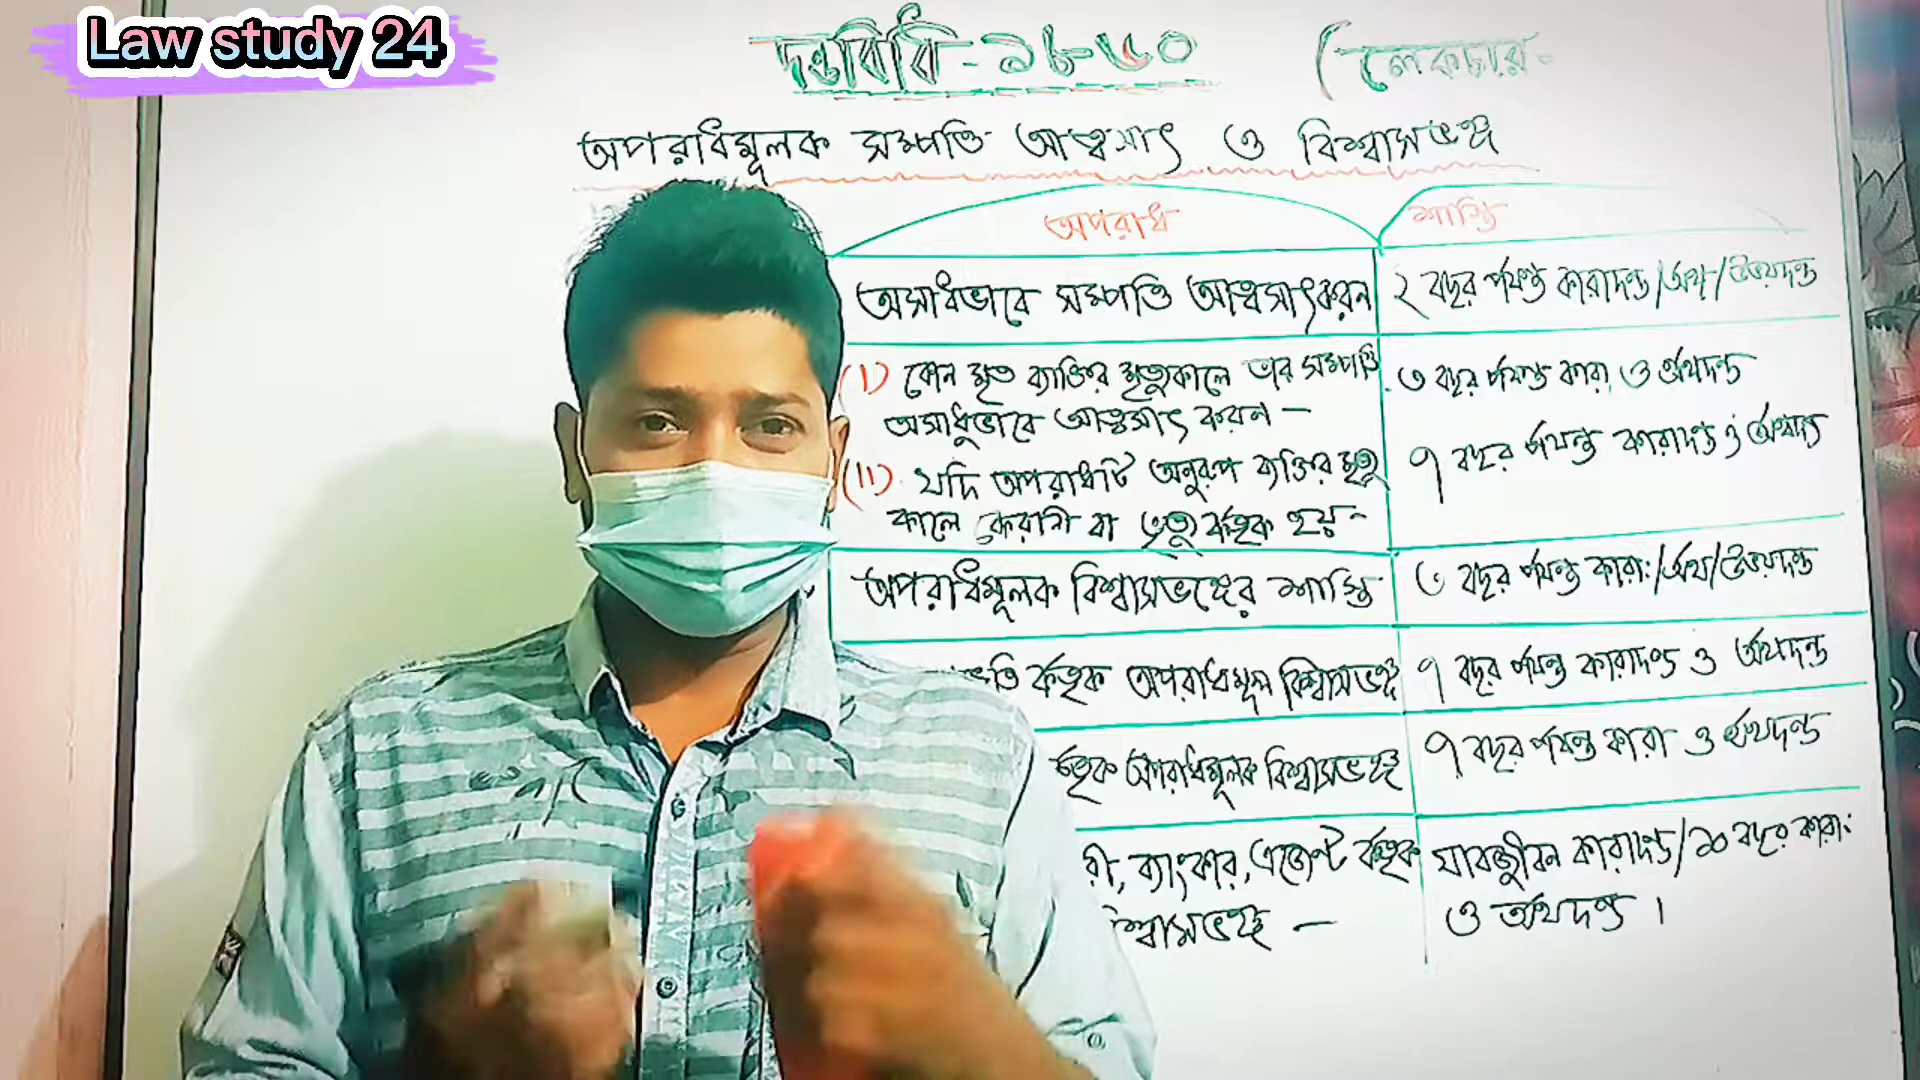 Law study 24
দন্ডবিধি-১৮৬০ (লেকচার-
অপরাধিমূলক সম্পত্তি আত্মসাৎ ও বিশ্বাসভঙ্গ
অপরাধ শাস্তি
অসাধভাবে সম্পত্তি আত্মসাৎকরন ২ বছর পর্যন্ত কারাদন্ড/অথ/উভয়দন্ড
(I) কোন মৃত ব্যক্তির মৃত্যুকালে তার সম্পত্তি ৩ বছর পর্যন্ত কারা ও অর্থদন্ড
অসাধুভাবে আত্মসাৎ করন —
(II) যদি অপরাধটি অনুরূপ ব্যক্তির মৃত্যু ৭ বছর পর্যন্ত কারাদন্ড ও অর্থদন্ড
কালে কেরানী বা ভৃত্য কর্তৃক হয়-
অপরাধিমূলক বিশ্বাসভঙ্গের শাস্তি ৩ বছর পর্যন্ত কারা:/অর্থ/উভয়দন্ড
কর্তৃক অপরাধমূল বিশ্বাসভঙ্গ ৭ বছর পর্যন্ত কারাদণ্ড ও অর্থদন্ড
র্তৃক অপরাধমূলক বিশ্বাসভঙ্গ ৭ বছর পর্যন্ত কারা ও অর্থদন্ড
রী, ব্যাংকার, এজেন্ট কর্তৃক যাবজ্জীবন কারাদন্ড/১০ বছর কারা:
বিশ্বাসভঙ্গ — ও অর্থদন্ড।